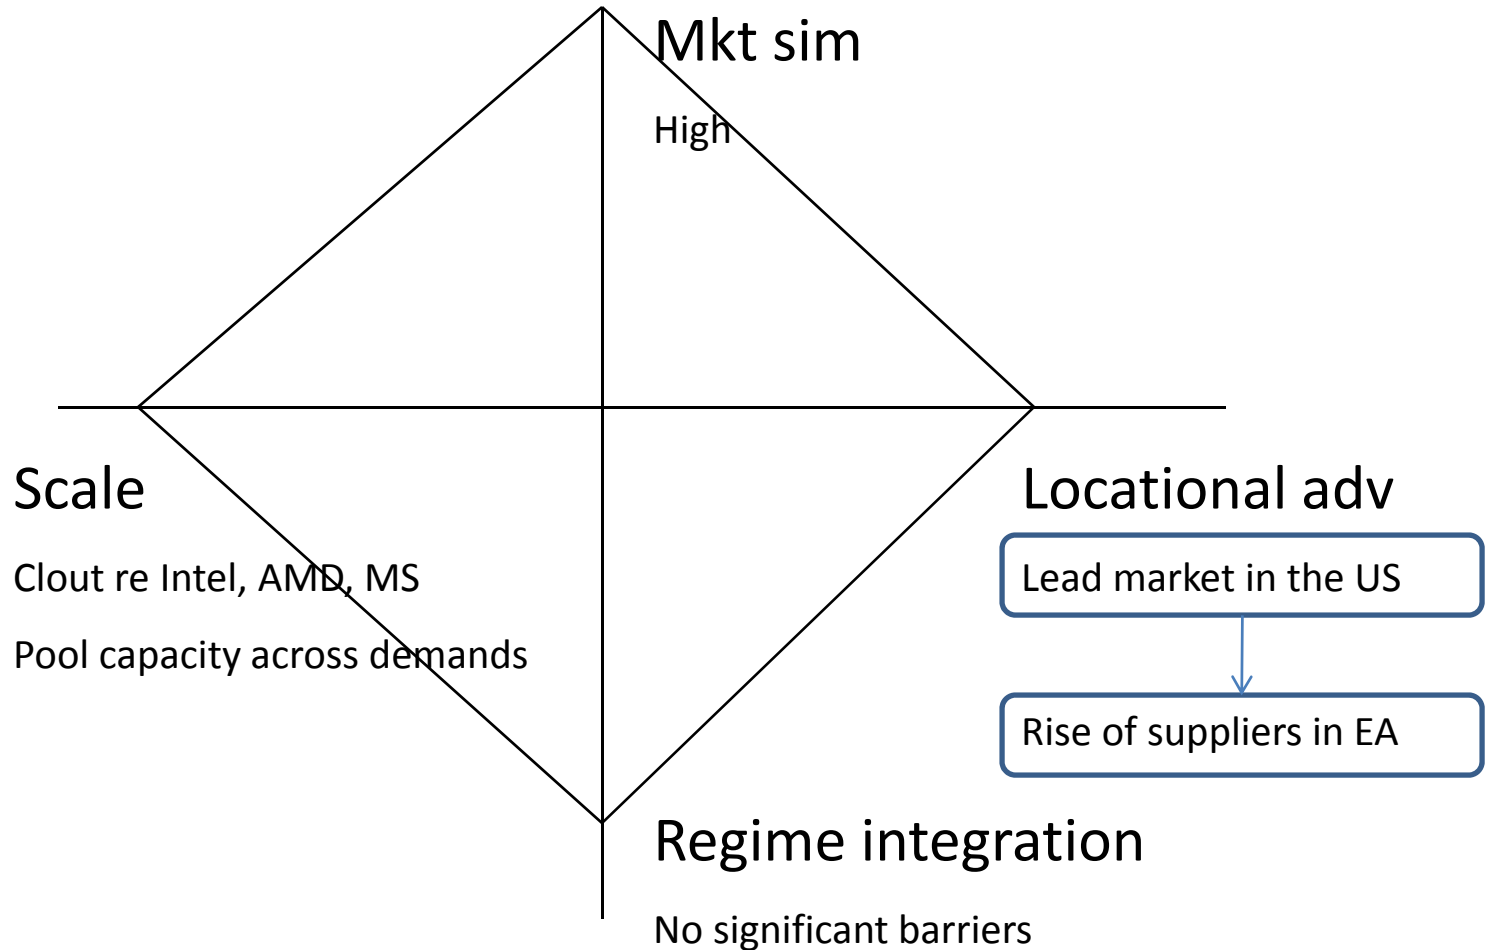 Mkt sim
High
Scale
Clout re Intel, AMD, MS
Pool capacity across demands
Locational adv
Lead market in the US
Rise of suppliers in EA
Regime integration
No significant barriers